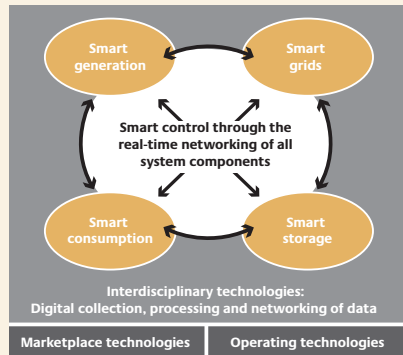 Smart
generation
Smart
grids
Smart control through the
real-time networking of all
system components
Smart
consumption
Smart
storage
Interdisciplinary technologies:
Digital collection, processing and networking of data
Marketplace technologies
Operating technologies